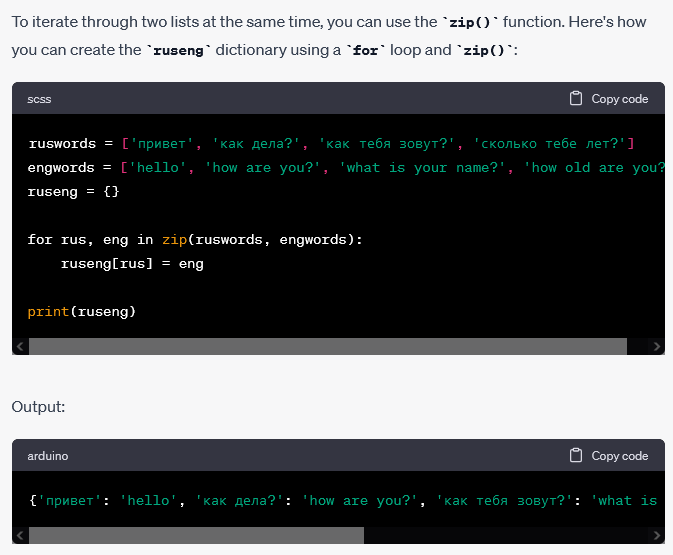 To iterate through two lists at the same time, you can use the `zip()` function. Here's how
you can create the `ruseng` dictionary using a `for` loop and `zip()`:
scss Copy code
ruswords = ['привет', 'как дела?', 'как тебя зовут?', 'сколько тебе лет?']
engwords = ['hello', 'how are you?', 'what is your name?', 'how old are you?
ruseng = {}
for rus, eng in zip(ruswords, engwords):
    ruseng[rus] = eng
print(ruseng)
Output:
arduino Copy code
{'привет': 'hello', 'как дела?': 'how are you?', 'как тебя зовут?': 'what is